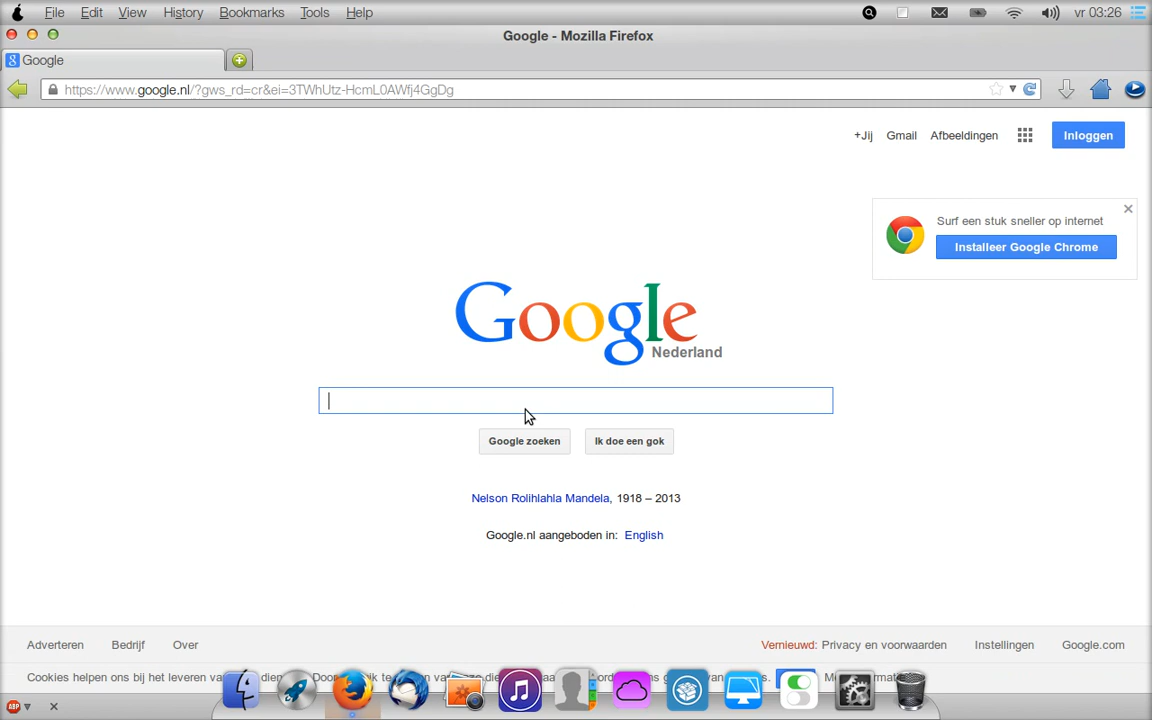 File Edit View History Bookmarks Tools Help vr 03:26
Google - Mozilla Firefox
Google
https://www.google.nl/?gws_rd=cr&ei=3TWhUtz-HcmL0AWfj4GgDg
+Jij Gmail Afbeeldingen Inloggen
Surf een stuk sneller op internet
Installeer Google Chrome
Google
Nederland
Google zoeken Ik doe een gok
Nelson Rolihlahla Mandela, 1918 – 2013
Google.nl aangeboden in: English
Adverteren Bedrijf Over Vernieuwd: Privacy en voorwaarden Instellingen Google.com
Cookies helpen ons bij het leveren
ABP